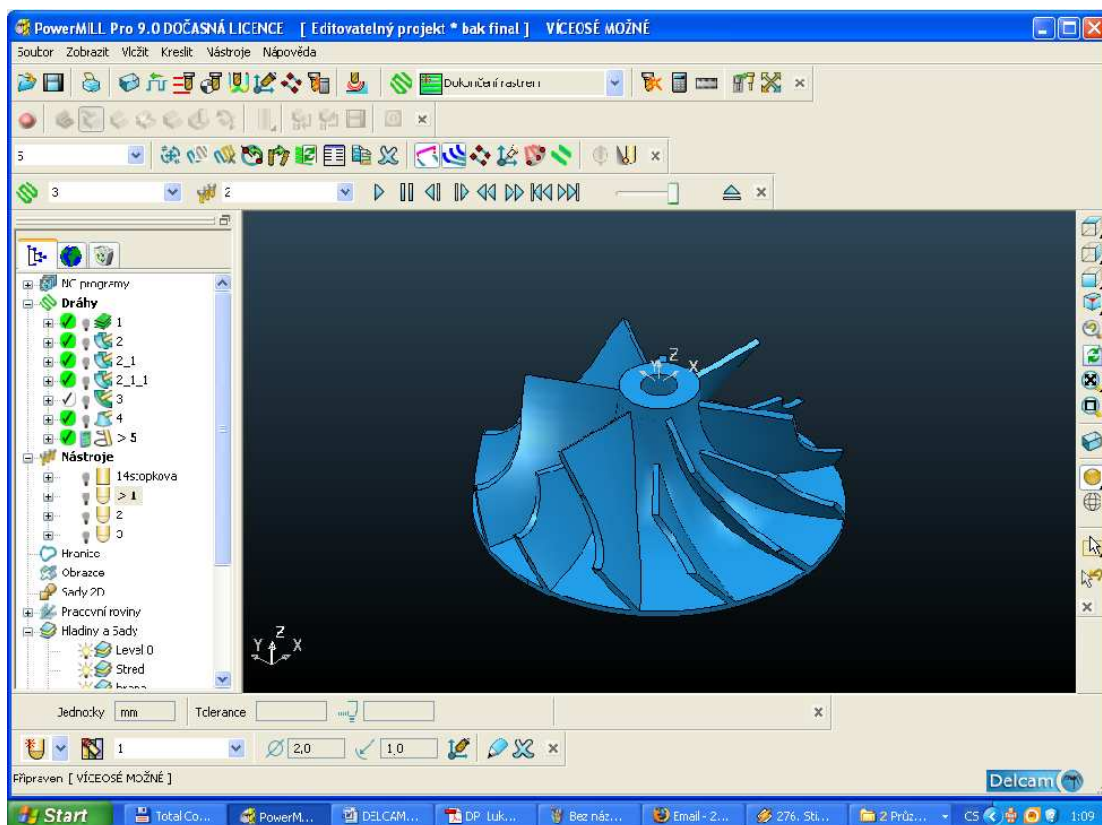 PowerMILL Pro 9.0 DOČASNÁ LICENCE [ Editovatelný projekt * bak final ] VÍCEOSÉ MOŽNÉ
Soubor Zobrazit Vložit Kreslit Nástroje Nápověda
Dokončení rastrem
5
3 2
NC programy
Dráhy
1
2
2_1
2_1_1
3
4
> 5
Nástroje
14stopkova
> 1
2
3
Hranice
Obrazce
Sady 2D
Pracovní roviny
Hladiny a Sady
Level 0
Stred
Z
Y X
Z
Y X
Jednotky mm Tolerance
1 2,0 1,0
Připraven [ VÍCEOSÉ MOŽNÉ ]
Delcam
Start Total Co... PowerM... DELCAM... DP Luk... Bez náz... Email - 2... 276. Sti... 2 Průz... CS 1:09